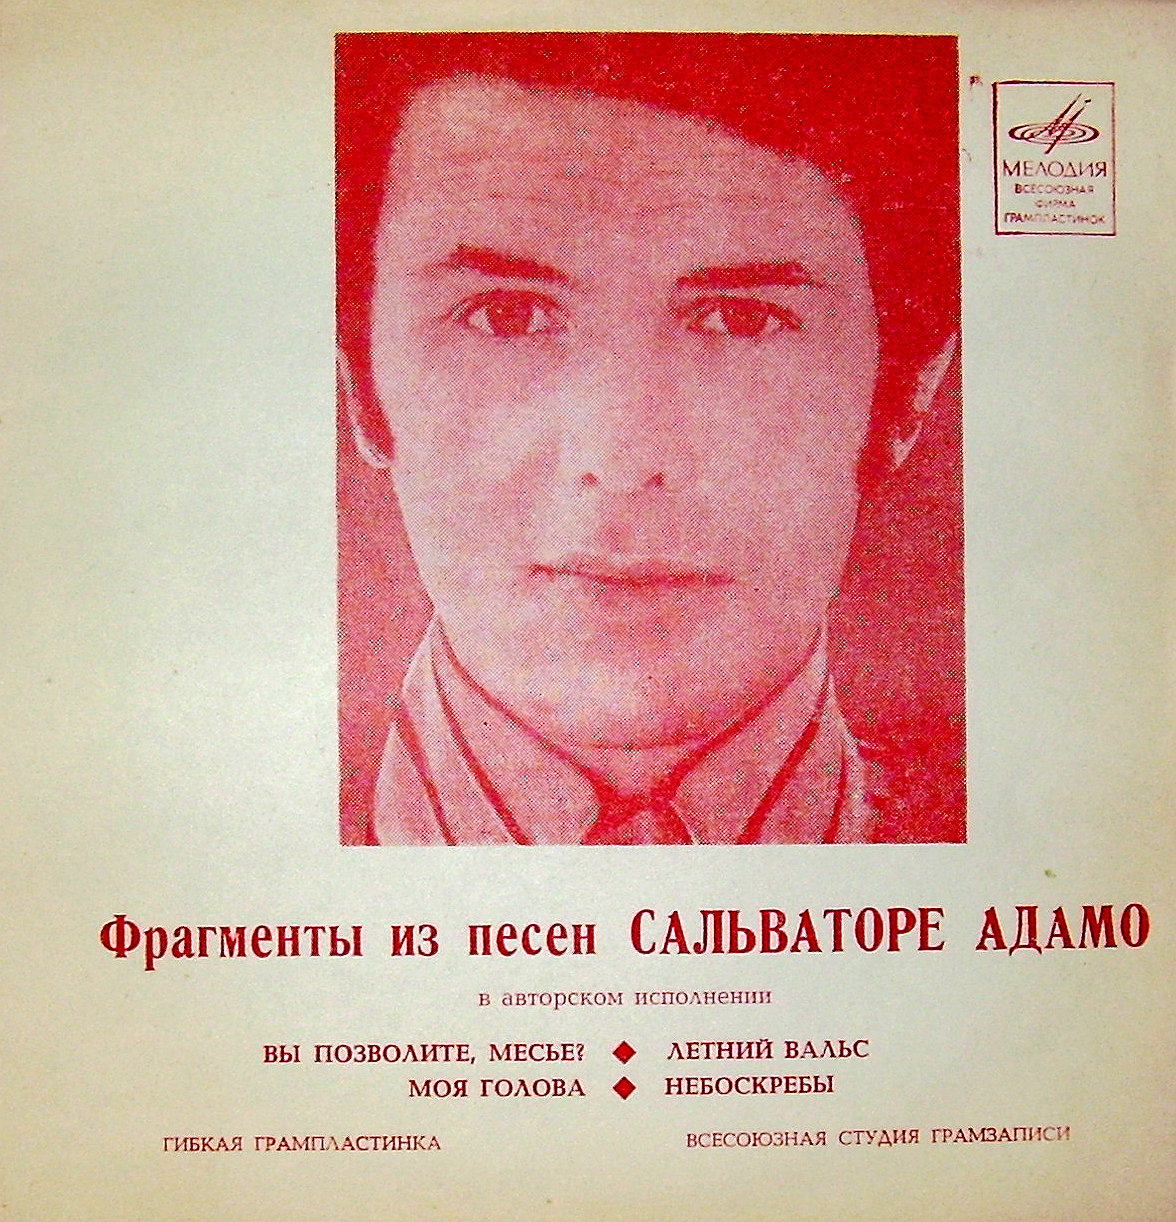 МЕЛОДИЯ
ВСЕСОЮЗНАЯ
ФИРМА
ГРАМПЛАСТИНОК
Фрагменты из песен САЛЬВАТОРЕ АДАМО
в авторском исполнении
ВЫ ПОЗВОЛИТЕ, МЕСЬЕ? ◆ ЛЕТНИЙ ВАЛЬС
МОЯ ГОЛОВА ◆ НЕБОСКРЕБЫ
ГИБКАЯ ГРАМПЛАСТИНКА ВСЕСОЮЗНАЯ СТУДИЯ ГРАМЗАПИСИ